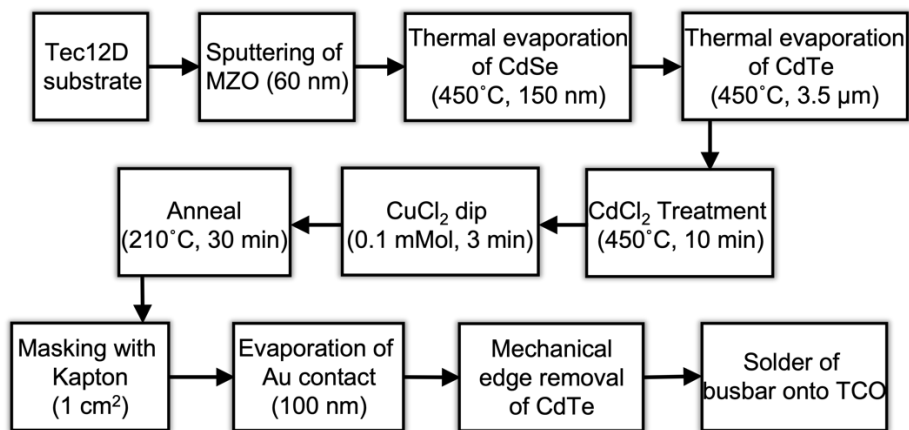 Tec12D
substrate
Sputtering of
MZO (60 nm)
Thermal evaporation
of CdSe
(450˚C, 150 nm)
Thermal evaporation
of CdTe
(450˚C, 3.5 µm)
CdCl₂ Treatment
(450˚C, 10 min)
CuCl₂ dip
(0.1 mMol, 3 min)
Anneal
(210˚C, 30 min)
Masking with
Kapton
(1 cm²)
Evaporation of
Au contact
(100 nm)
Mechanical
edge removal
of CdTe
Solder of
busbar onto TCO